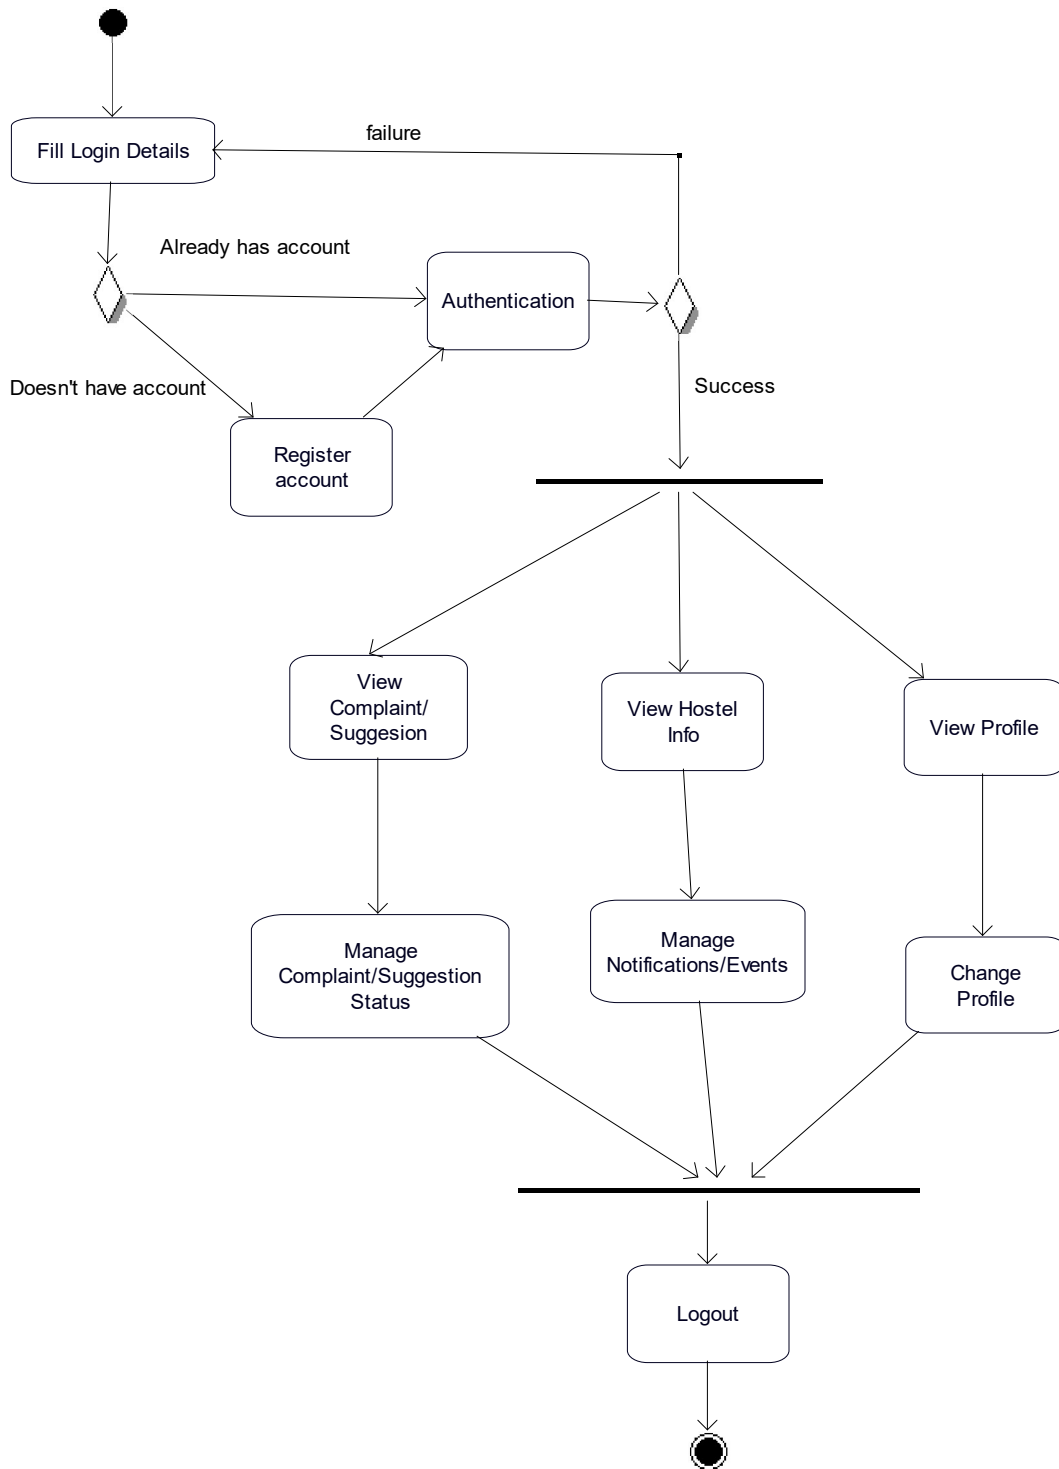 failure
Fill Login Details
Already has account
Authentication
Doesn't have account
Success
Register
account
View
Complaint/
Suggesion
View Hostel
Info
View Profile
Manage
Complaint/Suggestion
Status
Manage
Notifications/Events
Change
Profile
Logout